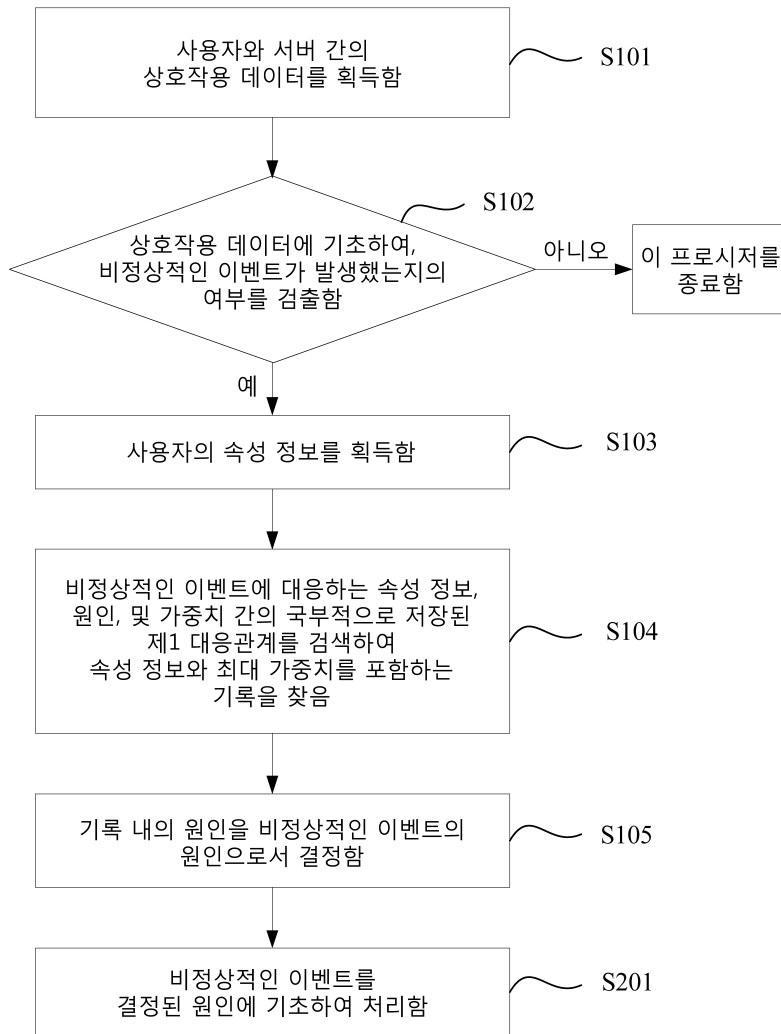 사용자와 서버 간의
상호작용 데이터를 획득함
S101
S102
상호작용 데이터에 기초하여,
비정상적인 이벤트가 발생했는지의
여부를 검출함
아니오
이 프로시저를
종료함
예
사용자의 속성 정보를 획득함
S103
비정상적인 이벤트에 대응하는 속성 정보,
원인, 및 가중치 간의 국부적으로 저장된
제1 대응관계를 검색하여
속성 정보와 최대 가중치를 포함하는
기록을 찾음
S104
기록 내의 원인을 비정상적인 이벤트의
원인으로서 결정함
S105
비정상적인 이벤트를
결정된 원인에 기초하여 처리함
S201